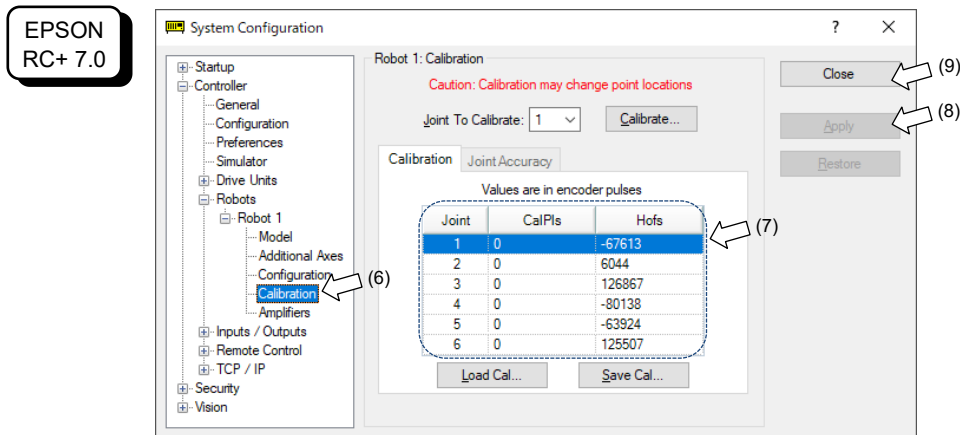 EPSON
RC+ 7.0
System Configuration
?
Startup
Controller
General
Configuration
Preferences
Simulator
Drive Units
Robots
Robot 1
Model
Additional Axes
Configuration
Calibration
(6)
Amplifiers
Inputs / Outputs
Remote Control
TCP / IP
Security
Vision
Robot 1: Calibration
Caution: Calibration may change point locations
Joint To Calibrate: 1 Calibrate...
Calibration Joint Accuracy
Values are in encoder pulses
Joint CalPls Hofs
1 0 -67613
2 0 6044
3 0 126867
4 0 -80138
5 0 -63924
6 0 125507
(7)
Load Cal... Save Cal...
Close (9)
Apply (8)
Restore